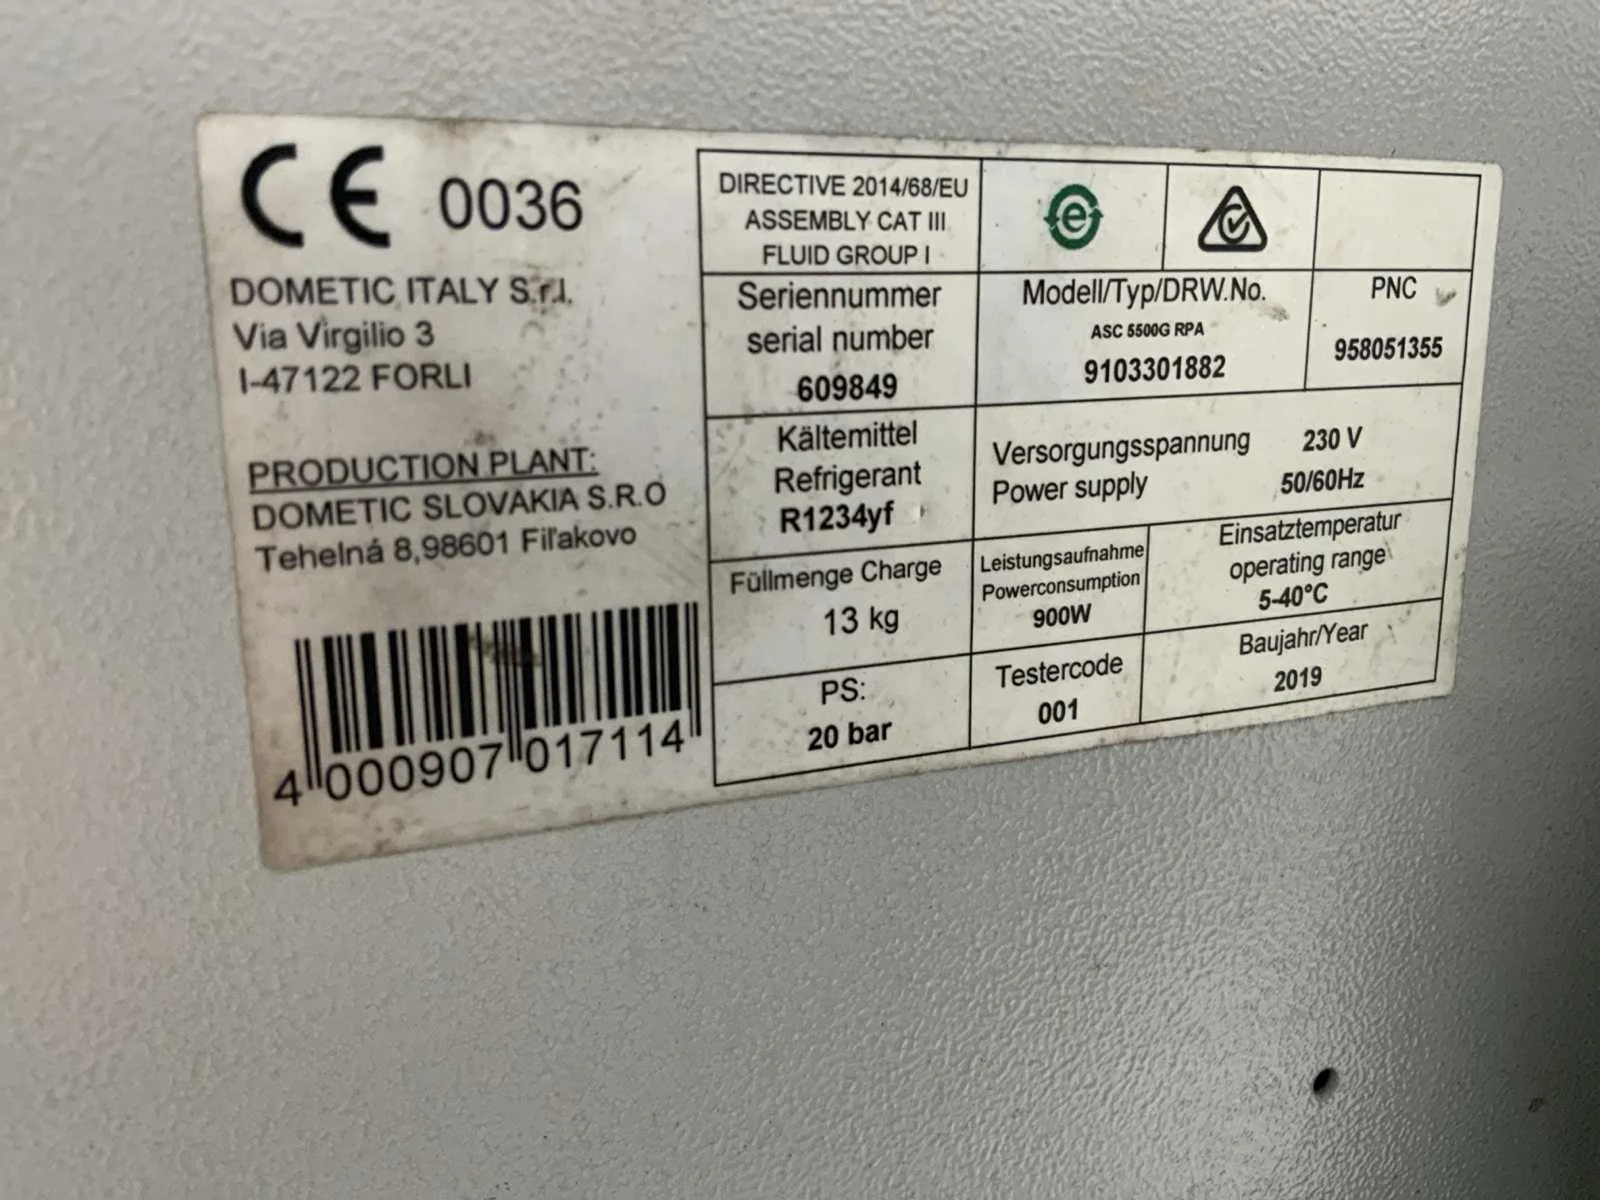 CE 0036
DOMETIC ITALY S.r.l.
Via Virgilio 3
I-47122 FORLI
PRODUCTION PLANT:
DOMETIC SLOVAKIA S.R.O
Tehelná 8,98601 Fiľakovo
4 000907 017114
DIRECTIVE 2014/68/EU
ASSEMBLY CAT III
FLUID GROUP I
e
Seriennummer
serial number
609849
Modell/Typ/DRW.No.
ASC 5500G RPA
9103301882
PNC
958051355
Kältemittel
Refrigerant
R1234yf
Versorgungsspannung 230 V
Power supply 50/60Hz
Füllmenge Charge
13 kg
Leistungsaufnahme
Powerconsumption
900W
Einsatztemperatur
operating range
5-40°C
PS:
20 bar
Testercode
001
Baujahr/Year
2019